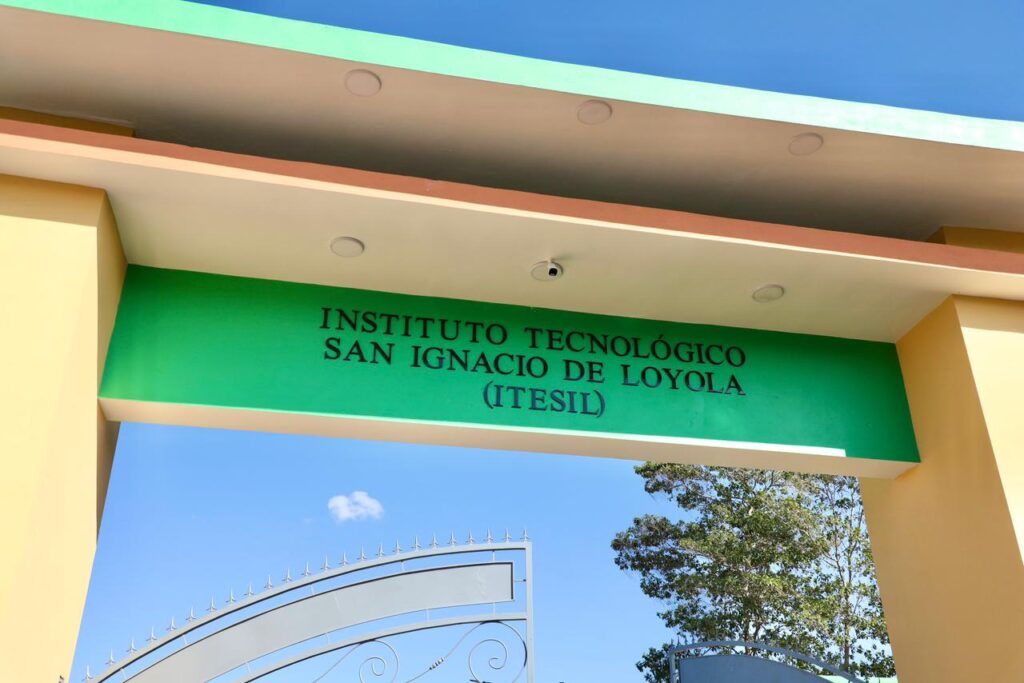 INSTITUTO TECNOLÓGICO
SAN IGNACIO DE LOYOLA
(ITESIL)